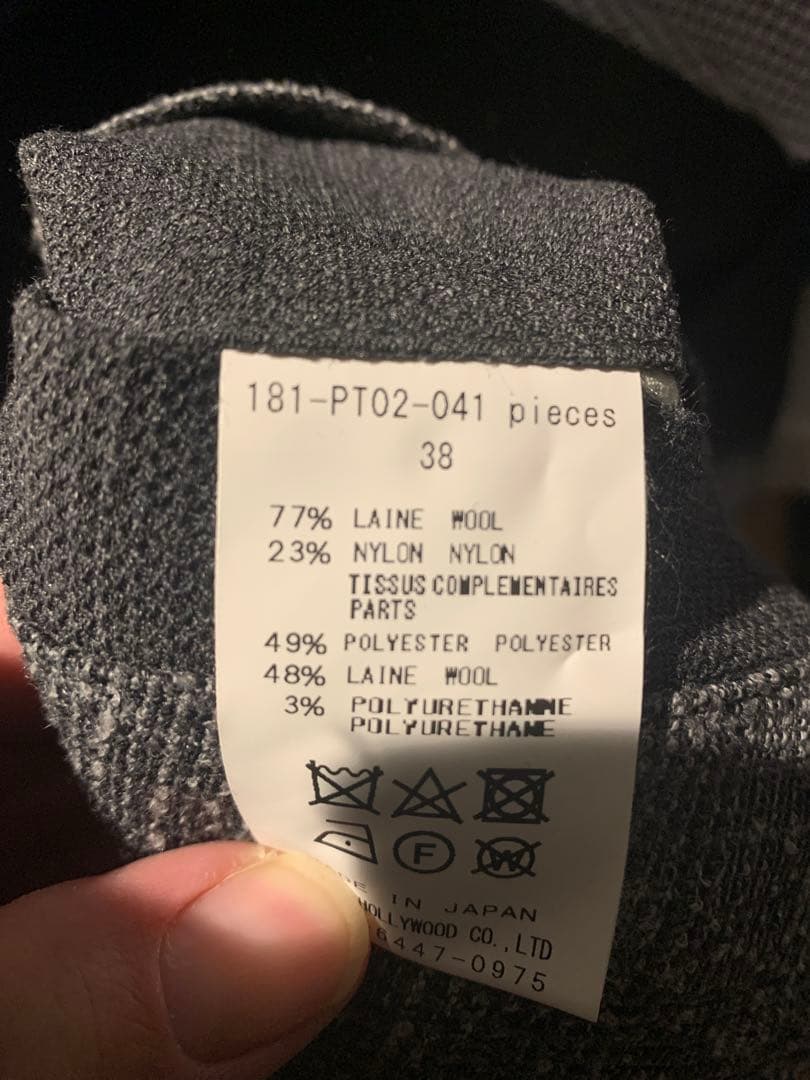 181-PT02-041 pieces
38
77% LAINE WOOL
23% NYLON NYLON
TISSUS COMPLEMENTAIRES
PARTS
49% POLYESTER POLYESTER
48% LAINE WOOL
3% POLYURETHANNE
POLYURETHANE
F
W
IN JAPAN
HOLLYWOOD CO.,LTD
6447-0975